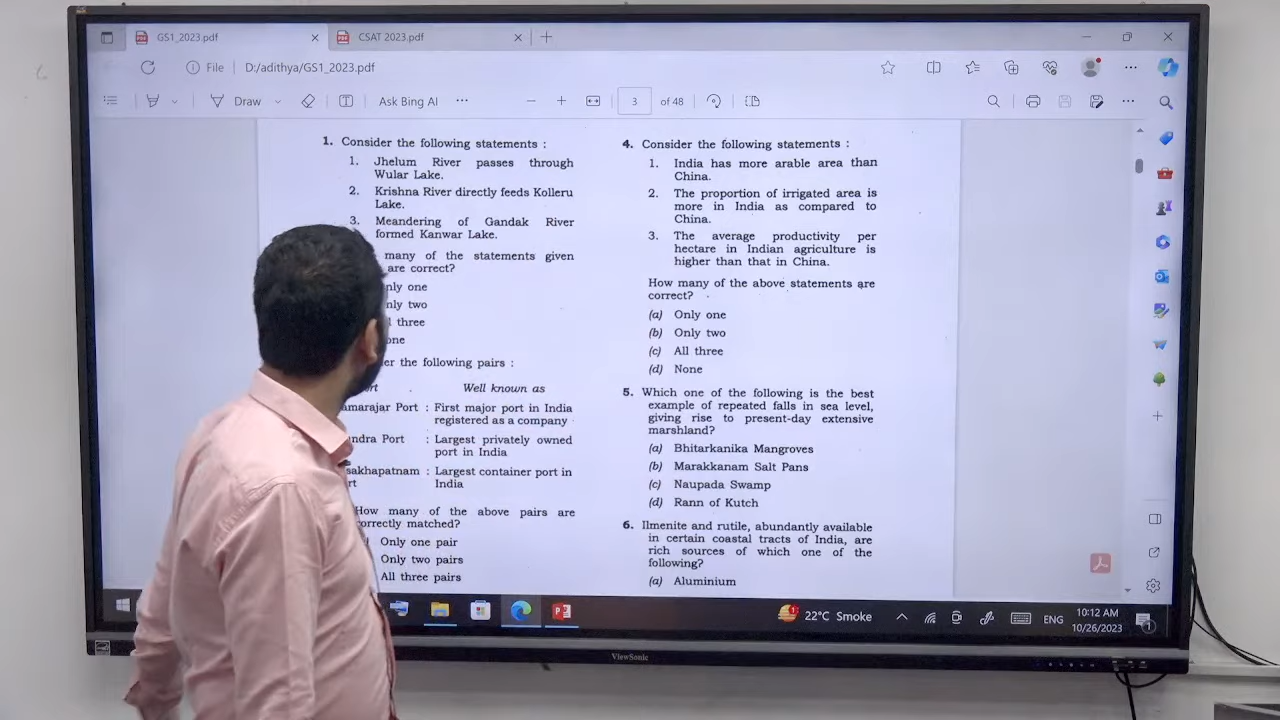 GS1_2023.pdf
CSAT 2023.pdf
File D:/adithya/GS1_2023.pdf
Draw
Ask Bing AI
3 of 48
1. Consider the following statements :
1. Jhelum River passes through
Wular Lake.
2. Krishna River directly feeds Kolleru
Lake.
3. Meandering of Gandak River
formed Kanwar Lake.
many of the statements given
are correct?
one
two
three
er the following pairs :
Well known as
Port : First major port in India
registered as a company
Port : Largest privately owned
port in India
: Largest container port in
India
How many of the above pairs are
matched?
Only one pair
Only two pairs
All three pairs
4. Consider the following statements :
1. India has more arable area than
China.
2. The proportion of irrigated area is
more in India as compared to
China.
3. The average productivity per
hectare in Indian agriculture is
higher than that in China.
How many of the above statements are
correct?
(a) Only one
(b) Only two
(c) All three
(d) None
5. Which one of the following is the best
example of repeated falls in sea level,
giving rise to present-day extensive
marshland?
(a) Bhitarkanika Mangroves
(b) Marakkanam Salt Pans
(c) Naupada Swamp
(d) Rann of Kutch
6. Ilmenite and rutile, abundantly available
in certain coastal tracts of India, are
rich sources of which one of the
following?
(a) Aluminium
22°C Smoke
ENG
10:12 AM
10/26/2023
ViewSonic